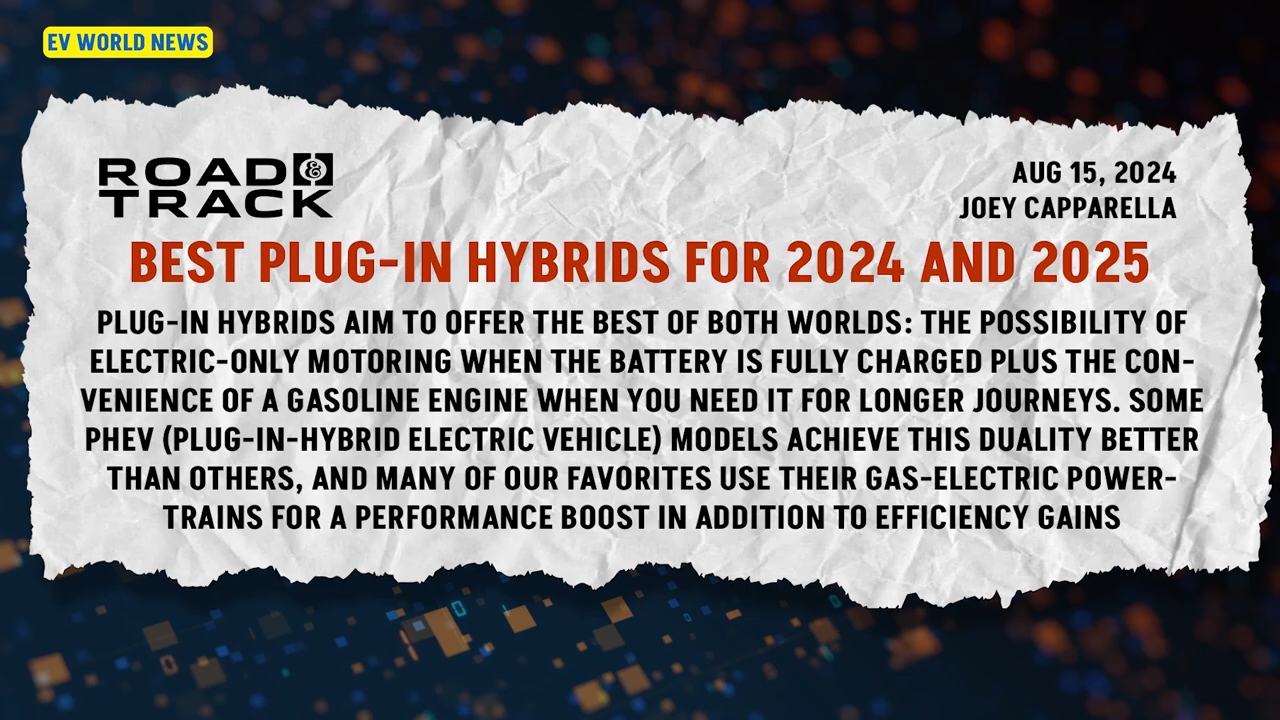 EV WORLD NEWS
ROAD &
TRACK
AUG 15, 2024
JOEY CAPPARELLA
BEST PLUG-IN HYBRIDS FOR 2024 AND 2025
PLUG-IN HYBRIDS AIM TO OFFER THE BEST OF BOTH WORLDS: THE POSSIBILITY OF
ELECTRIC-ONLY MOTORING WHEN THE BATTERY IS FULLY CHARGED PLUS THE CON-
VENIENCE OF A GASOLINE ENGINE WHEN YOU NEED IT FOR LONGER JOURNEYS. SOME
PHEV (PLUG-IN-HYBRID ELECTRIC VEHICLE) MODELS ACHIEVE THIS DUALITY BETTER
THAN OTHERS, AND MANY OF OUR FAVORITES USE THEIR GAS-ELECTRIC POWER-
TRAINS FOR A PERFORMANCE BOOST IN ADDITION TO EFFICIENCY GAINS